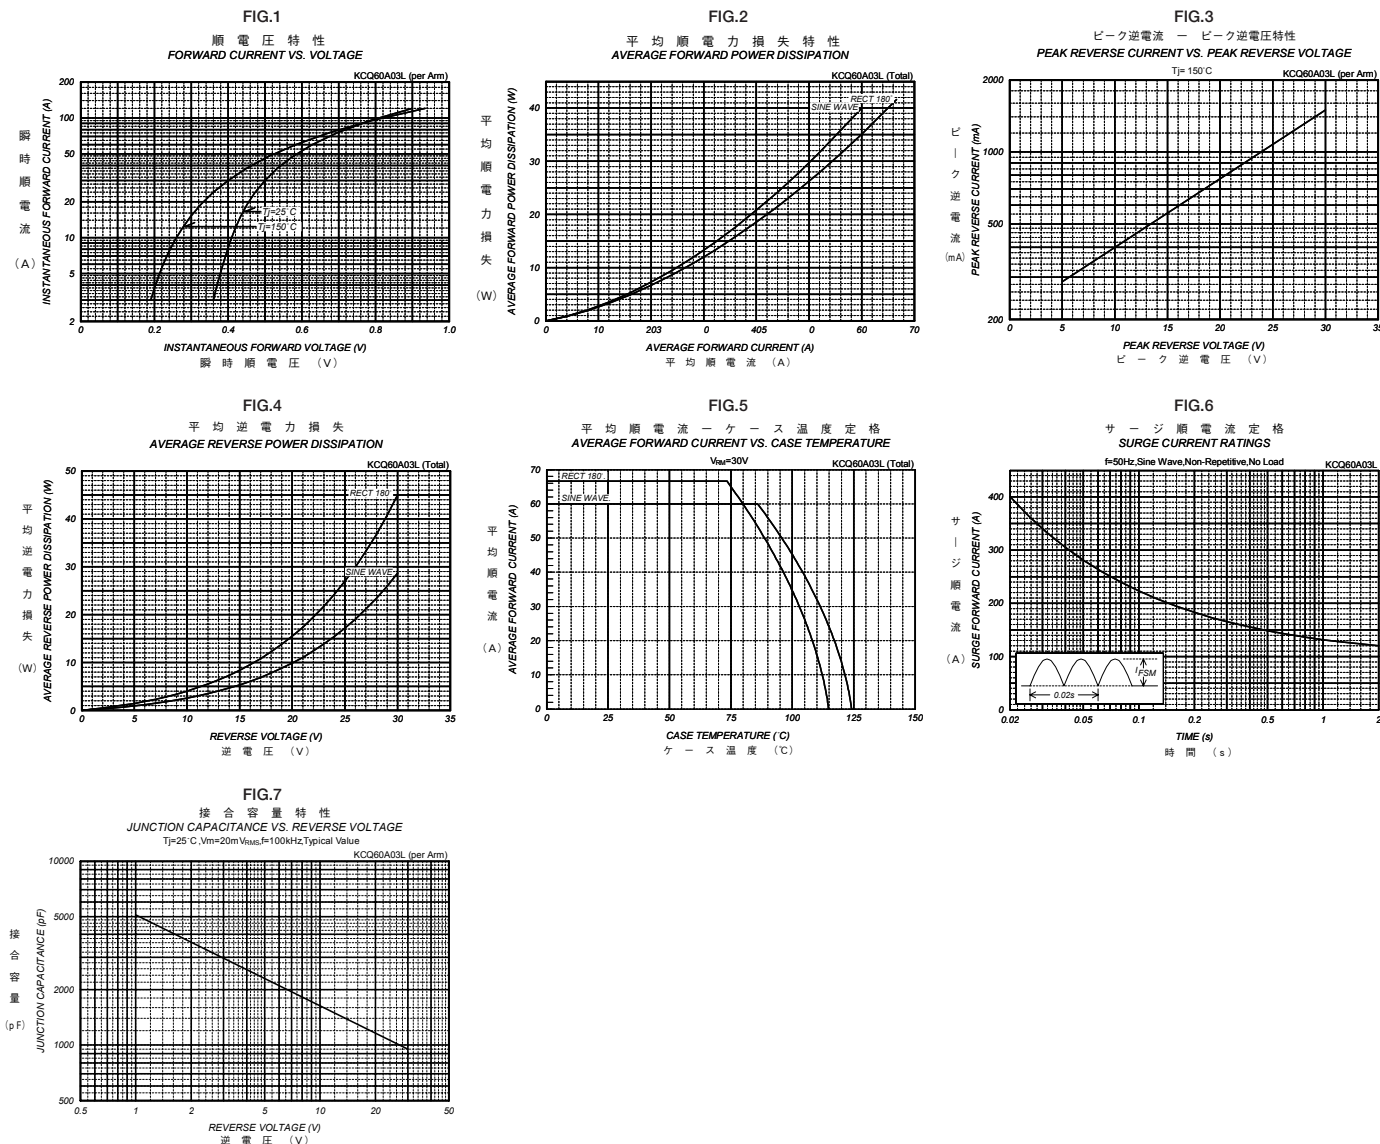 FIG.1
順電圧特性
FORWARD CURRENT VS. VOLTAGE
KCQ60A03L (per Arm)
瞬時順電流 (A)
INSTANTANEOUS FORWARD CURRENT (A)
200
100
50
20
10
5
2
Tj=25°C
Tj=150°C
0 0.2 0.4 0.6 0.8 1.0
INSTANTANEOUS FORWARD VOLTAGE (V)
瞬時順電圧 (V)
FIG.2
平均順電力損失特性
AVERAGE FORWARD POWER DISSIPATION
KCQ60A03L (Total)
平均順電力損失 (W)
AVERAGE FORWARD POWER DISSIPATION (W)
40
30
20
10
0
RECT 180°
SINE WAVE
0 10 203 0 405 0 60 70
AVERAGE FORWARD CURRENT (A)
平均順電流 (A)
FIG.3
ピーク逆電流 ー ピーク逆電圧特性
PEAK REVERSE CURRENT VS. PEAK REVERSE VOLTAGE
Tj= 150°C
KCQ60A03L (per Arm)
ピーク逆電流 (mA)
PEAK REVERSE CURRENT (mA)
2000
1000
500
200
0 5 10 15 20 25 30 35
PEAK REVERSE VOLTAGE (V)
ピーク逆電圧 (V)
FIG.4
平均逆電力損失
AVERAGE REVERSE POWER DISSIPATION
KCQ60A03L (Total)
平均逆電力損失 (W)
AVERAGE REVERSE POWER DISSIPATION (W)
50
40
30
20
10
0
RECT 180°
SINE WAVE
0 5 10 15 20 25 30 35
REVERSE VOLTAGE (V)
逆電圧 (V)
FIG.5
平均順電流ーケース温度定格
AVERAGE FORWARD CURRENT VS. CASE TEMPERATURE
VRM=30V
KCQ60A03L (Total)
平均順電流 (A)
AVERAGE FORWARD CURRENT (A)
70
60
50
40
30
20
10
0
RECT 180°
SINE WAVE
0 25 50 75 100 125 150
CASE TEMPERATURE (°C)
ケース温度 (℃)
FIG.6
サージ順電流定格
SURGE CURRENT RATINGS
f=50Hz,Sine Wave,Non-Repetitive,No Load
KCQ60A03L
サージ順電流 (A)
SURGE FORWARD CURRENT (A)
400
300
200
100
0
IFSM
0.02s
0.02 0.05 0.1 0.2 0.5 1 2
TIME (s)
時間 (s)
FIG.7
接合容量特性
JUNCTION CAPACITANCE VS. REVERSE VOLTAGE
Tj=25°C,Vm=20mVRMS,f=100kHz,Typical Value
KCQ60A03L (per Arm)
接合容量 (pF)
JUNCTION CAPACITANCE (pF)
10000
5000
2000
1000
500
0.5 1 2 5 10 20 50
REVERSE VOLTAGE (V)
逆電圧 (V)